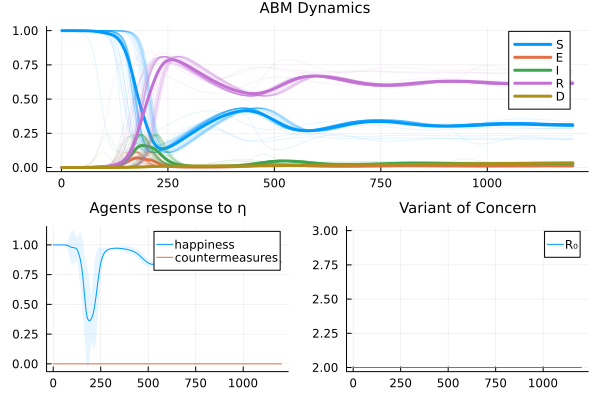 ABM Dynamics
1.00
0.75
0.50
0.25
0.00
S
E
I
R
D
0 250 500 750 1000
Agents response to η
1.00
0.75
0.50
0.25
0.00
happiness
countermeasures
0 250 500 750 1000
Variant of Concern
3.00
2.75
2.50
2.25
2.00
R₀
0 250 500 750 1000